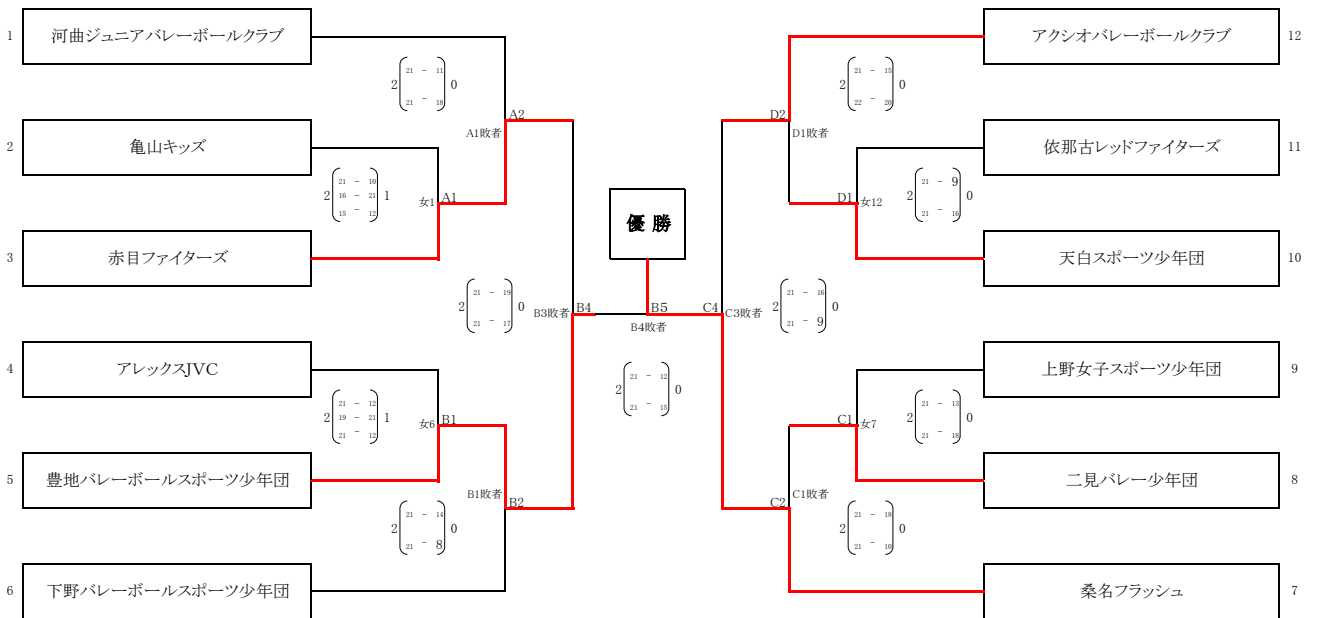 1 河曲ジュニアバレーボールクラブ
アクシオバレーボールクラブ 12
2 21 - 11 0
21 - 18
2 21 - 15 0
22 - 20
A2
D2
A1敗者
D1敗者
2 亀山キッズ
依那古レッドファイターズ 11
2 21 - 10 1
16 - 21
15 - 12
女1 A1
D1 女12
2 21 - 9 0
21 - 16
優 勝
3 赤目ファイターズ
天白スポーツ少年団 10
2 21 - 19 0
21 - 17
B3敗者 B4
B5
B4敗者
C4 C3敗者
2 21 - 16 0
21 - 9
4 アレックスJVC
上野女子スポーツ少年団 9
2 21 - 12 0
21 - 15
2 21 - 12 1
19 - 21
21 - 12
女6 B1
C1 女7
2 21 - 13 0
21 - 18
5 豊地バレーボールスポーツ少年団
二見バレー少年団 8
B1敗者
C1敗者
B2
C2
2 21 - 14 0
21 - 8
2 21 - 18 0
21 - 10
6 下野バレーボールスポーツ少年団
桑名フラッシュ 7